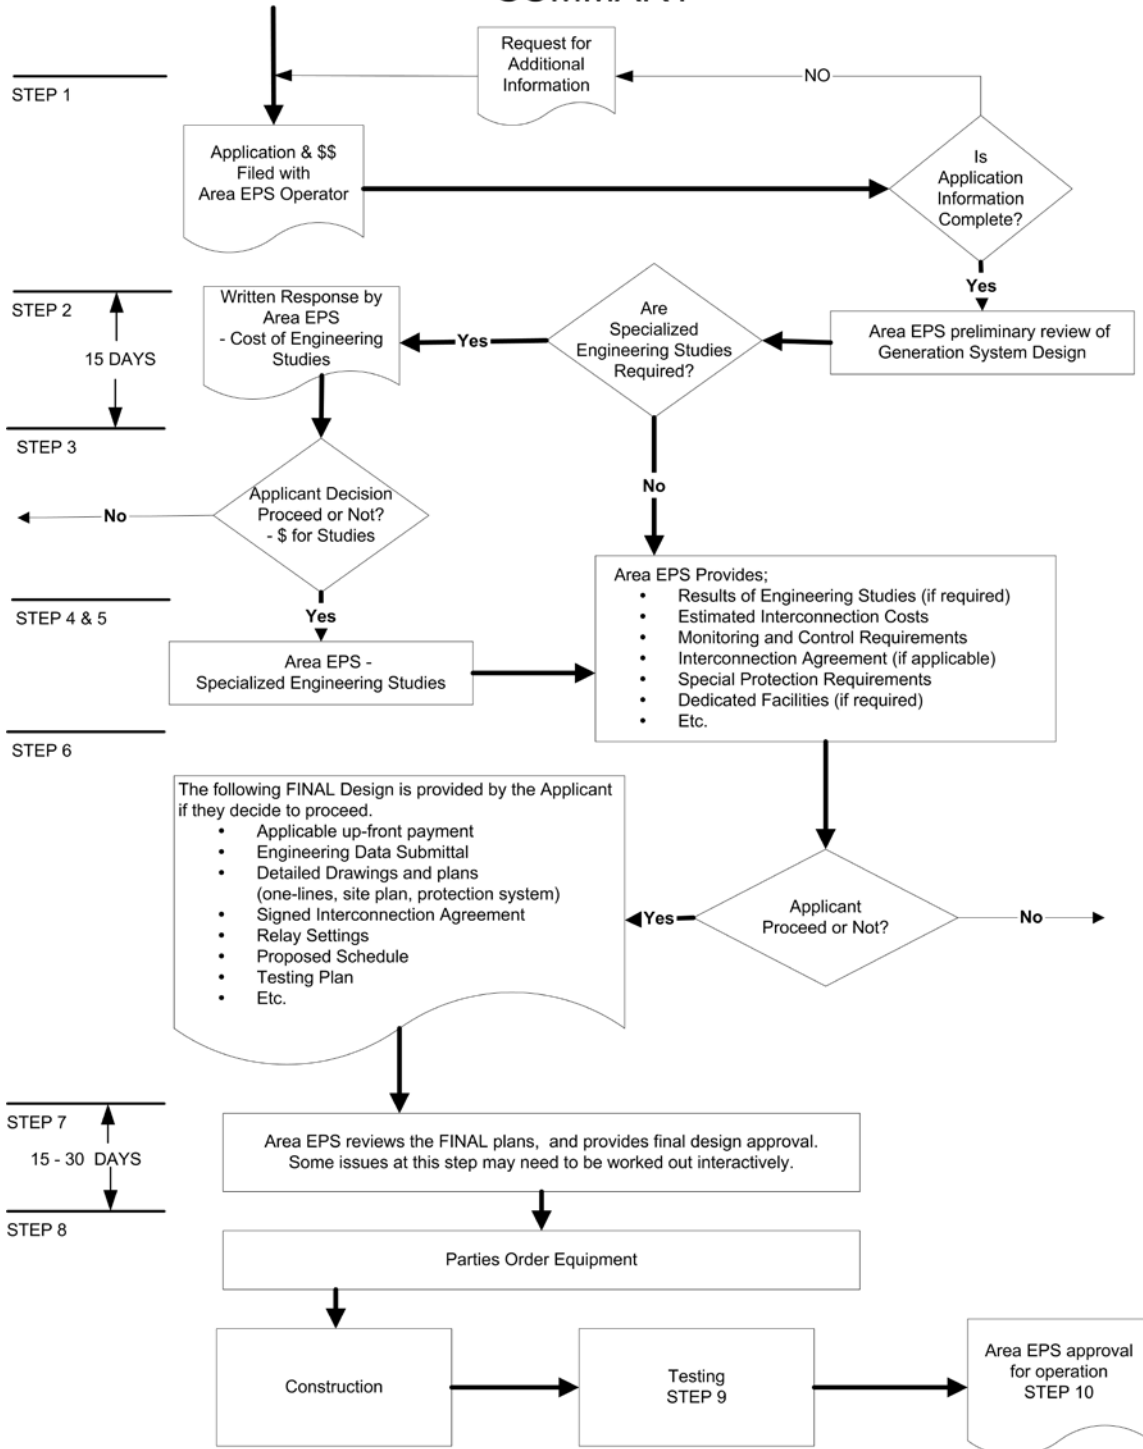 SUMMARY
Request for
Additional
Information
NO
STEP 1
Application & $$
Filed with
Area EPS Operator
Is
Application
Information
Complete?
Yes
STEP 2
15 DAYS
Written Response by
Area EPS
- Cost of Engineering
Studies
Yes
Are
Specialized
Engineering Studies
Required?
Area EPS preliminary review of
Generation System Design
STEP 3
No
Applicant Decision
Proceed or Not?
- $ for Studies
No
Yes
STEP 4 & 5
Area EPS -
Specialized Engineering Studies
Area EPS Provides;
• Results of Engineering Studies (if required)
• Estimated Interconnection Costs
• Monitoring and Control Requirements
• Interconnection Agreement (if applicable)
• Special Protection Requirements
• Dedicated Facilities (if required)
• Etc.
STEP 6
The following FINAL Design is provided by the Applicant
if they decide to proceed.
• Applicable up-front payment
• Engineering Data Submittal
• Detailed Drawings and plans
(one-lines, site plan, protection system)
• Signed Interconnection Agreement
• Relay Settings
• Proposed Schedule
• Testing Plan
• Etc.
Yes
Applicant
Proceed or Not?
No
STEP 7
15 - 30 DAYS
Area EPS reviews the FINAL plans, and provides final design approval.
Some issues at this step may need to be worked out interactively.
STEP 8
Parties Order Equipment
Construction
Testing
STEP 9
Area EPS approval
for operation
STEP 10